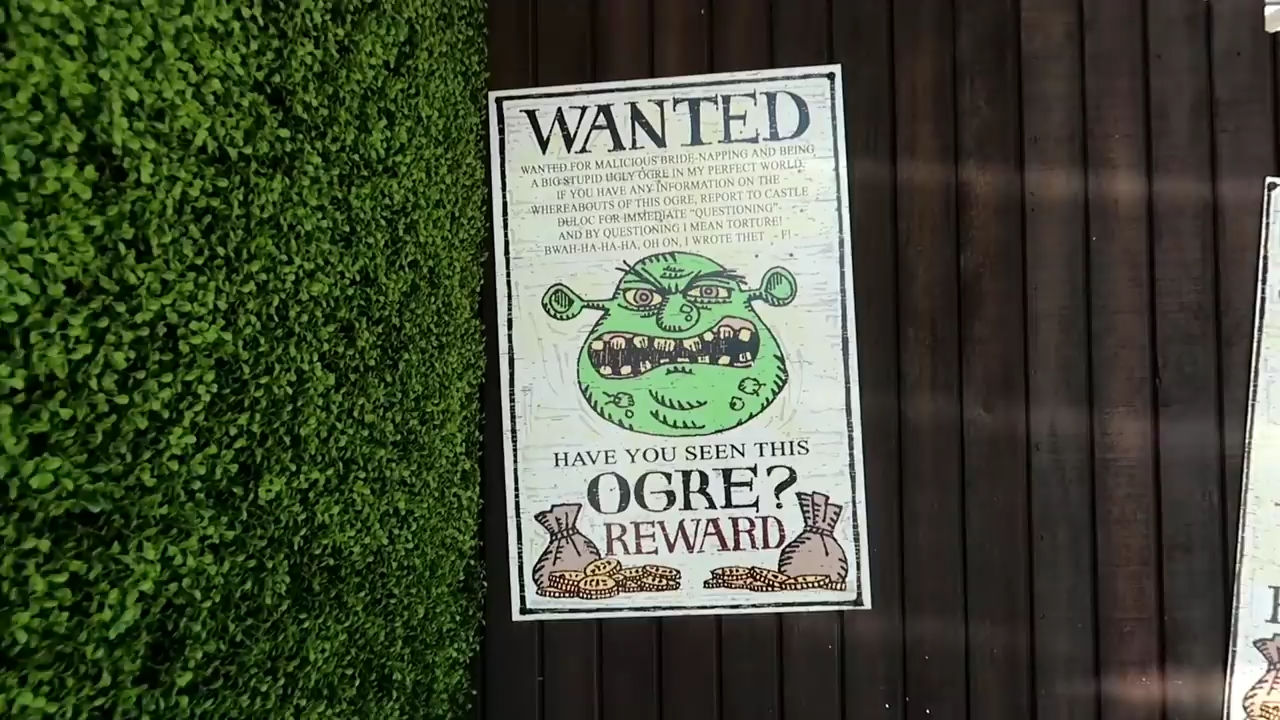 WANTED
WANTED FOR MALICIOUS BRIDE-NAPPING AND BEING
A BIG STUPID UGLY OGRE IN MY PERFECT WORLD.
IF YOU HAVE ANY INFORMATION ON THE
WHEREABOUTS OF THIS OGRE, REPORT TO CASTLE
DULOC FOR IMMEDIATE "QUESTIONING".
AND BY QUESTIONING I MEAN TORTURE!
BWAH-HA-HA-HA, OH ON, I WROTE THET - F! -
HAVE YOU SEEN THIS
OGRE?
REWARD